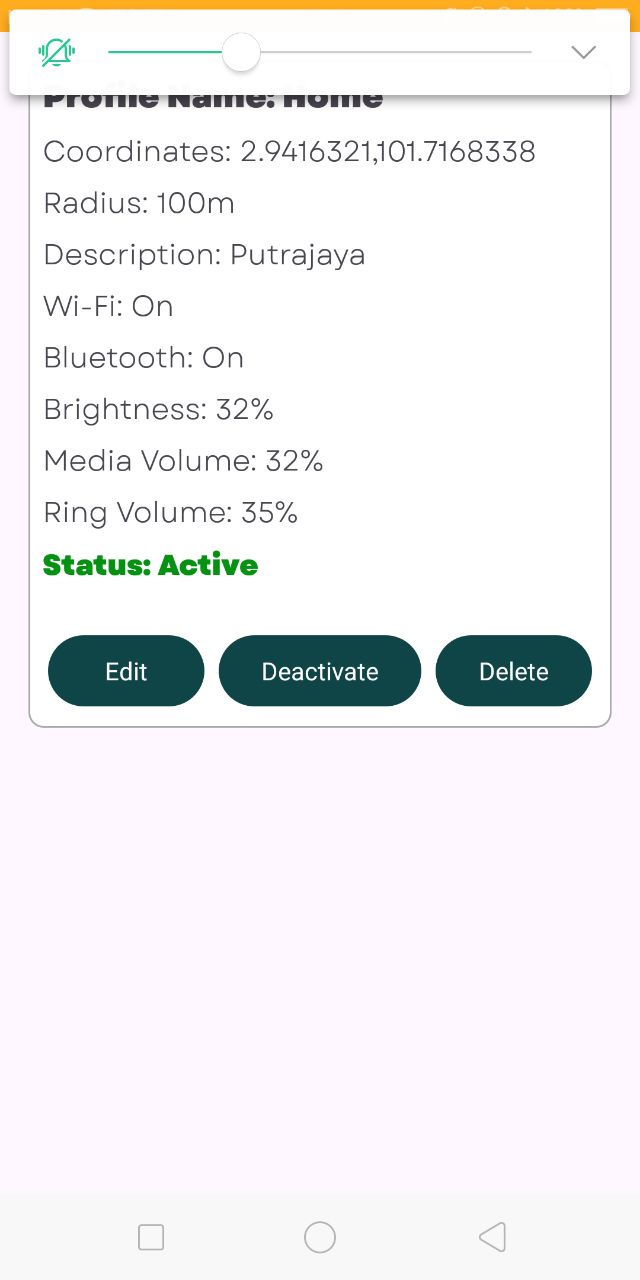 Profile Name: Home
Coordinates: 2.9416321,101.7168338
Radius: 100m
Description: Putrajaya
Wi-Fi: On
Bluetooth: On
Brightness: 32%
Media Volume: 32%
Ring Volume: 35%
Status: Active
Edit Deactivate Delete